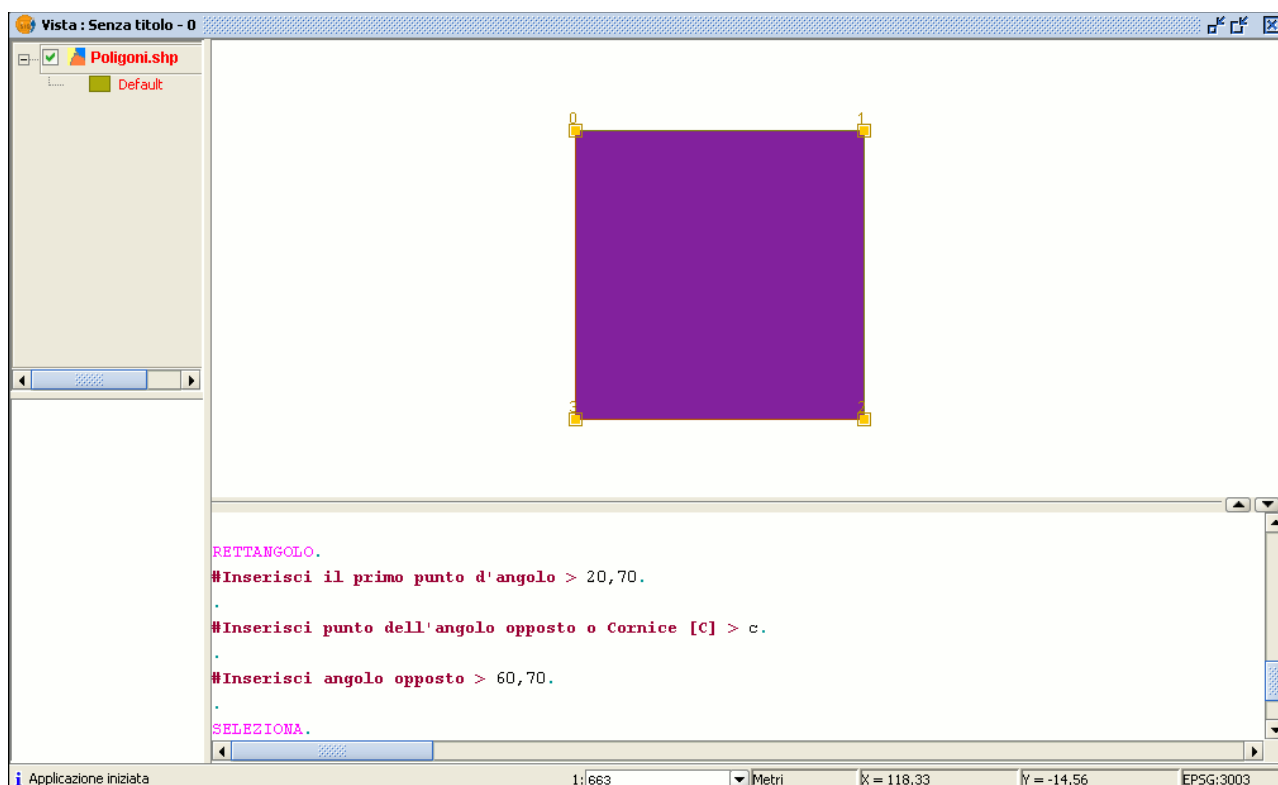 Vista : Senza titolo - 0
Poligoni.shp
Default
0
1
3
2
RETTANGOLO.
#Inserisci il primo punto d'angolo > 20,70.
.
#Inserisci punto dell'angolo opposto o Cornice [C] > c.
.
#Inserisci angolo opposto > 60,70.
.
SELEZIONA.
i Applicazione iniziata 1:663 Metri X = 118,33 Y = -14,56 EPSG:3003